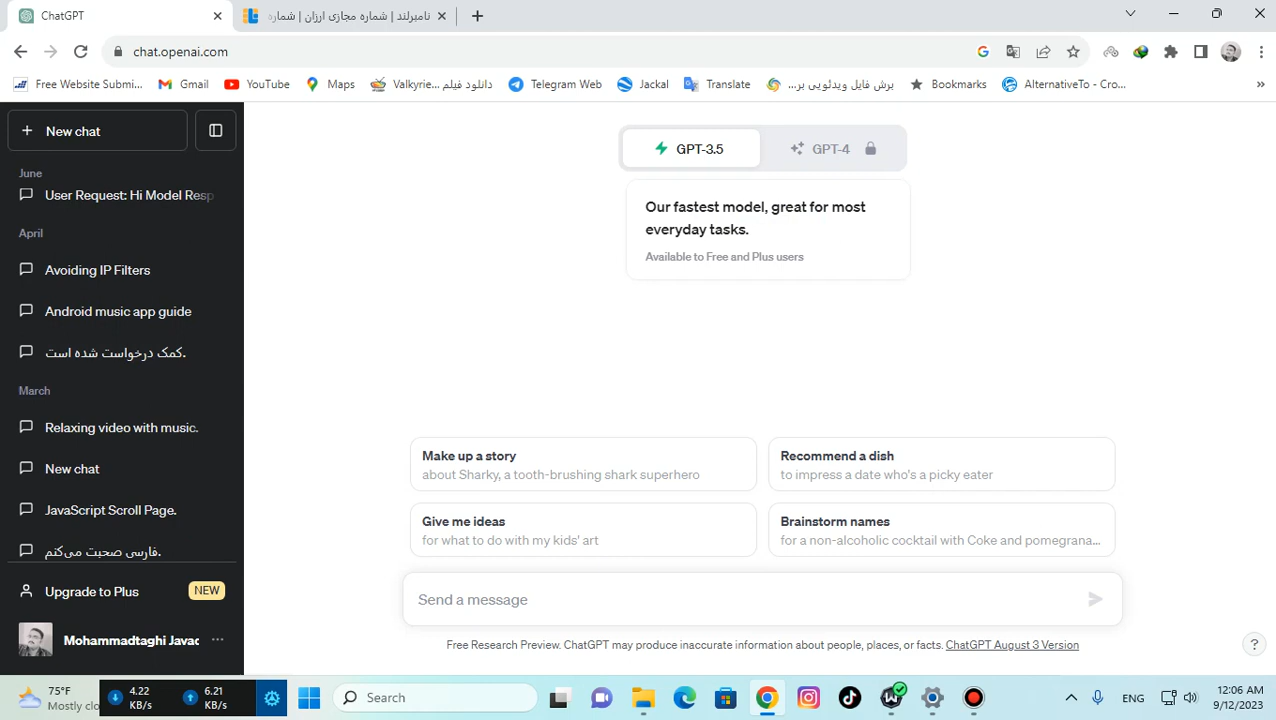 ChatGPT
نامبرلند | شماره مجازی ارزان | شماره
chat.openai.com
Free Website Submi...
Gmail
YouTube
Maps
Valkyrie... دانلود فیلم
Telegram Web
Jackal
Translate
برش فایل ویدئویی بر...
Bookmarks
AlternativeTo - Cro...
New chat
June
User Request: Hi Model Resp
April
Avoiding IP Filters
Android music app guide
کمک درخواست شده است.
March
Relaxing video with music.
New chat
JavaScript Scroll Page.
فارسی صحبت می‌کنم.
Upgrade to Plus
NEW
Mohammadtaghi Javac
GPT-3.5
GPT-4
Our fastest model, great for most
everyday tasks.
Available to Free and Plus users
Make up a story
about Sharky, a tooth-brushing shark superhero
Recommend a dish
to impress a date who's a picky eater
Give me ideas
for what to do with my kids' art
Brainstorm names
for a non-alcoholic cocktail with Coke and pomegrana...
Send a message
Free Research Preview. ChatGPT may produce inaccurate information about people, places, or facts. ChatGPT August 3 Version
?
75°F
Mostly clo
4.22
KB/s
6.21
KB/s
Search
ENG
12:06 AM
9/12/2023